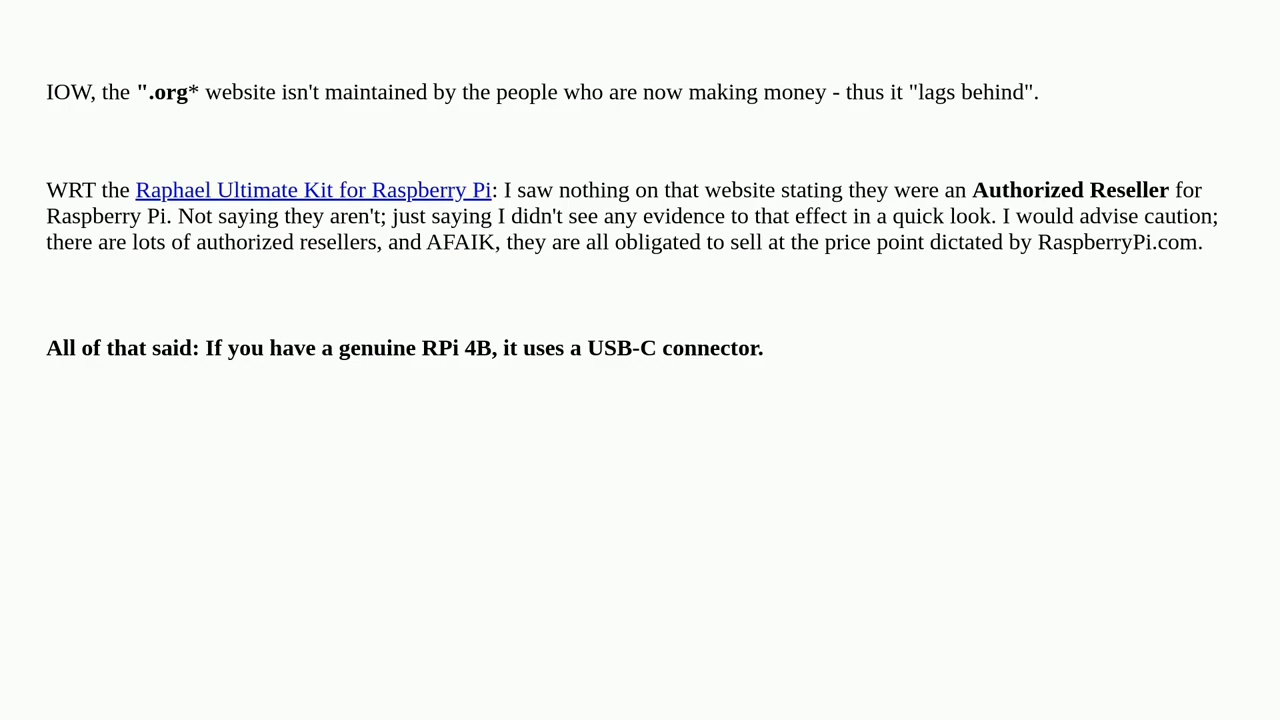 IOW, the ".org* website isn't maintained by the people who are now making money - thus it "lags behind".
WRT the Raphael Ultimate Kit for Raspberry Pi: I saw nothing on that website stating they were an Authorized Reseller for
Raspberry Pi. Not saying they aren't; just saying I didn't see any evidence to that effect in a quick look. I would advise caution;
there are lots of authorized resellers, and AFAIK, they are all obligated to sell at the price point dictated by RaspberryPi.com.
All of that said: If you have a genuine RPi 4B, it uses a USB-C connector.